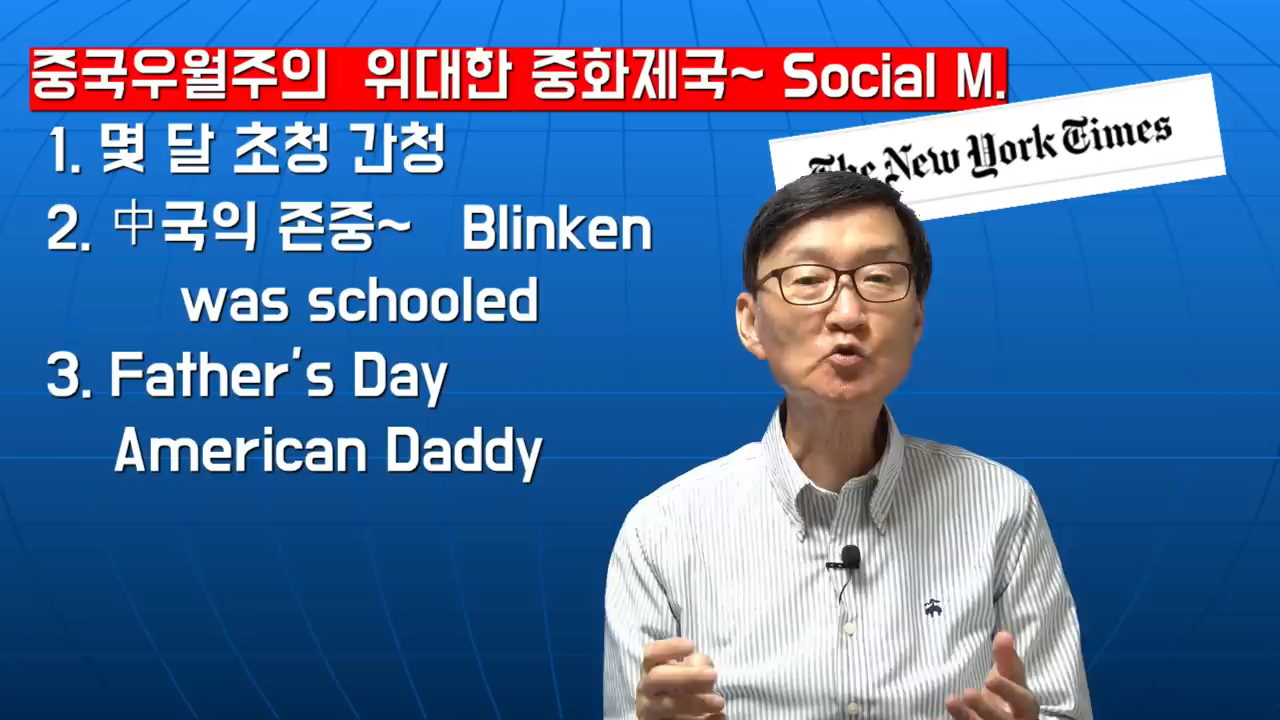 중국우월주의 위대한 중화제국~ Social M.
The New York Times
1. 몇 달 초청 간청
2. 中국의 존중~ Blinken
was schooled
3. Father's Day
American Daddy